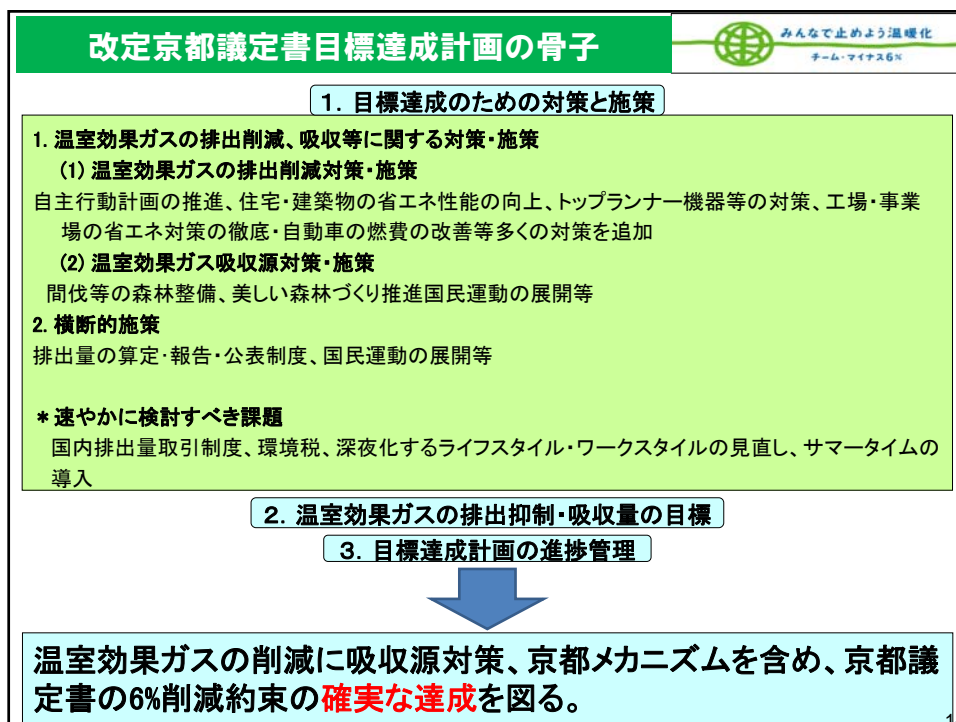 改定京都議定書目標達成計画の骨子
みんなで止めよう温暖化
チーム・マイナス6%
1. 目標達成のための対策と施策
1. 温室効果ガスの排出削減、吸収等に関する対策・施策
(1) 温室効果ガスの排出削減対策・施策
自主行動計画の推進、住宅・建築物の省エネ性能の向上、トップランナー機器等の対策、工場・事業
場の省エネ対策の徹底・自動車の燃費の改善等多くの対策を追加
(2) 温室効果ガス吸収源対策・施策
間伐等の森林整備、美しい森林づくり推進国民運動の展開等
2. 横断的施策
排出量の算定・報告・公表制度、国民運動の展開等
* 速やかに検討すべき課題
国内排出量取引制度、環境税、深夜化するライフスタイル・ワークスタイルの見直し、サマータイムの
導入
2. 温室効果ガスの排出抑制・吸収量の目標
3. 目標達成計画の進捗管理
温室効果ガスの削減に吸収源対策、京都メカニズムを含め、京都議
定書の6%削減約束の確実な達成を図る。
1